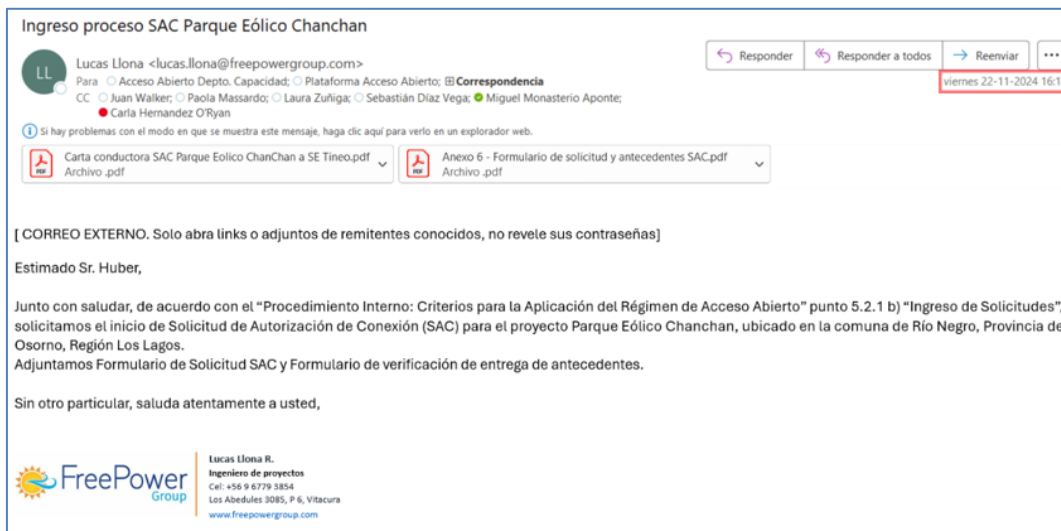 Ingreso proceso SAC Parque Eólico Chanchan
LL
Lucas Llona <lucas.llona@freepowergroup.com>
Para Acceso Abierto Depto. Capacidad; Plataforma Acceso Abierto; Correspondencia
CC Juan Walker; Paola Massardo; Laura Zuñiga; Sebastián Díaz Vega; Miguel Monasterio Aponte;
Carla Hernandez O'Ryan
Responder
Responder a todos
Reenviar
viernes 22-11-2024 16:1
Si hay problemas con el modo en que se muestra este mensaje, haga clic aquí para verlo en un explorador web.
PDF
Carta conductora SAC Parque Eolico ChanChan a SE Tineo.pdf
Archivo .pdf
PDF
Anexo 6 - Formulario de solicitud y antecedentes SAC.pdf
Archivo .pdf
[ CORREO EXTERNO. Solo abra links o adjuntos de remitentes conocidos, no revele sus contraseñas]
Estimado Sr. Huber,
Junto con saludar, de acuerdo con el “Procedimiento Interno: Criterios para la Aplicación del Régimen de Acceso Abierto” punto 5.2.1 b) “Ingreso de Solicitudes”,
solicitamos el inicio de Solicitud de Autorización de Conexión (SAC) para el proyecto Parque Eólico Chanchan, ubicado en la comuna de Río Negro, Provincia de
Osorno, Región Los Lagos.
Adjuntamos Formulario de Solicitud SAC y Formulario de verificación de entrega de antecedentes.
Sin otro particular, saluda atentamente a usted,
FreePower
Group
Lucas Llona R.
Ingeniero de proyectos
Cel: +56 9 6779 3854
Los Abedules 3085, P 6, Vitacura
www.freepowergroup.com